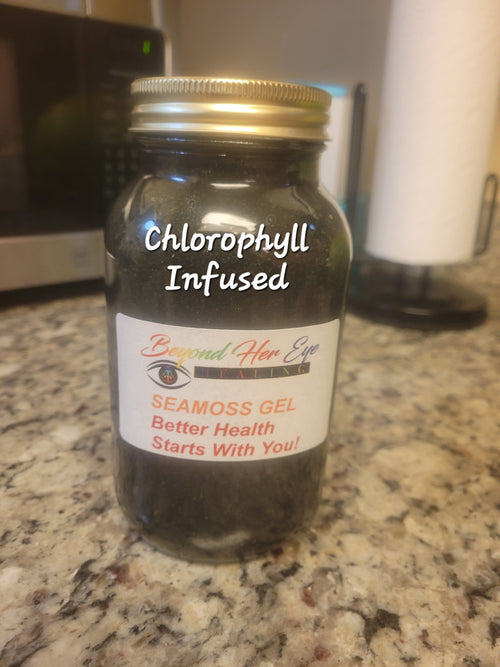 Chlorophyll
Infused
Beyond Her Eye
HEALING
SEAMOSS GEL
Better Health
Starts With You!